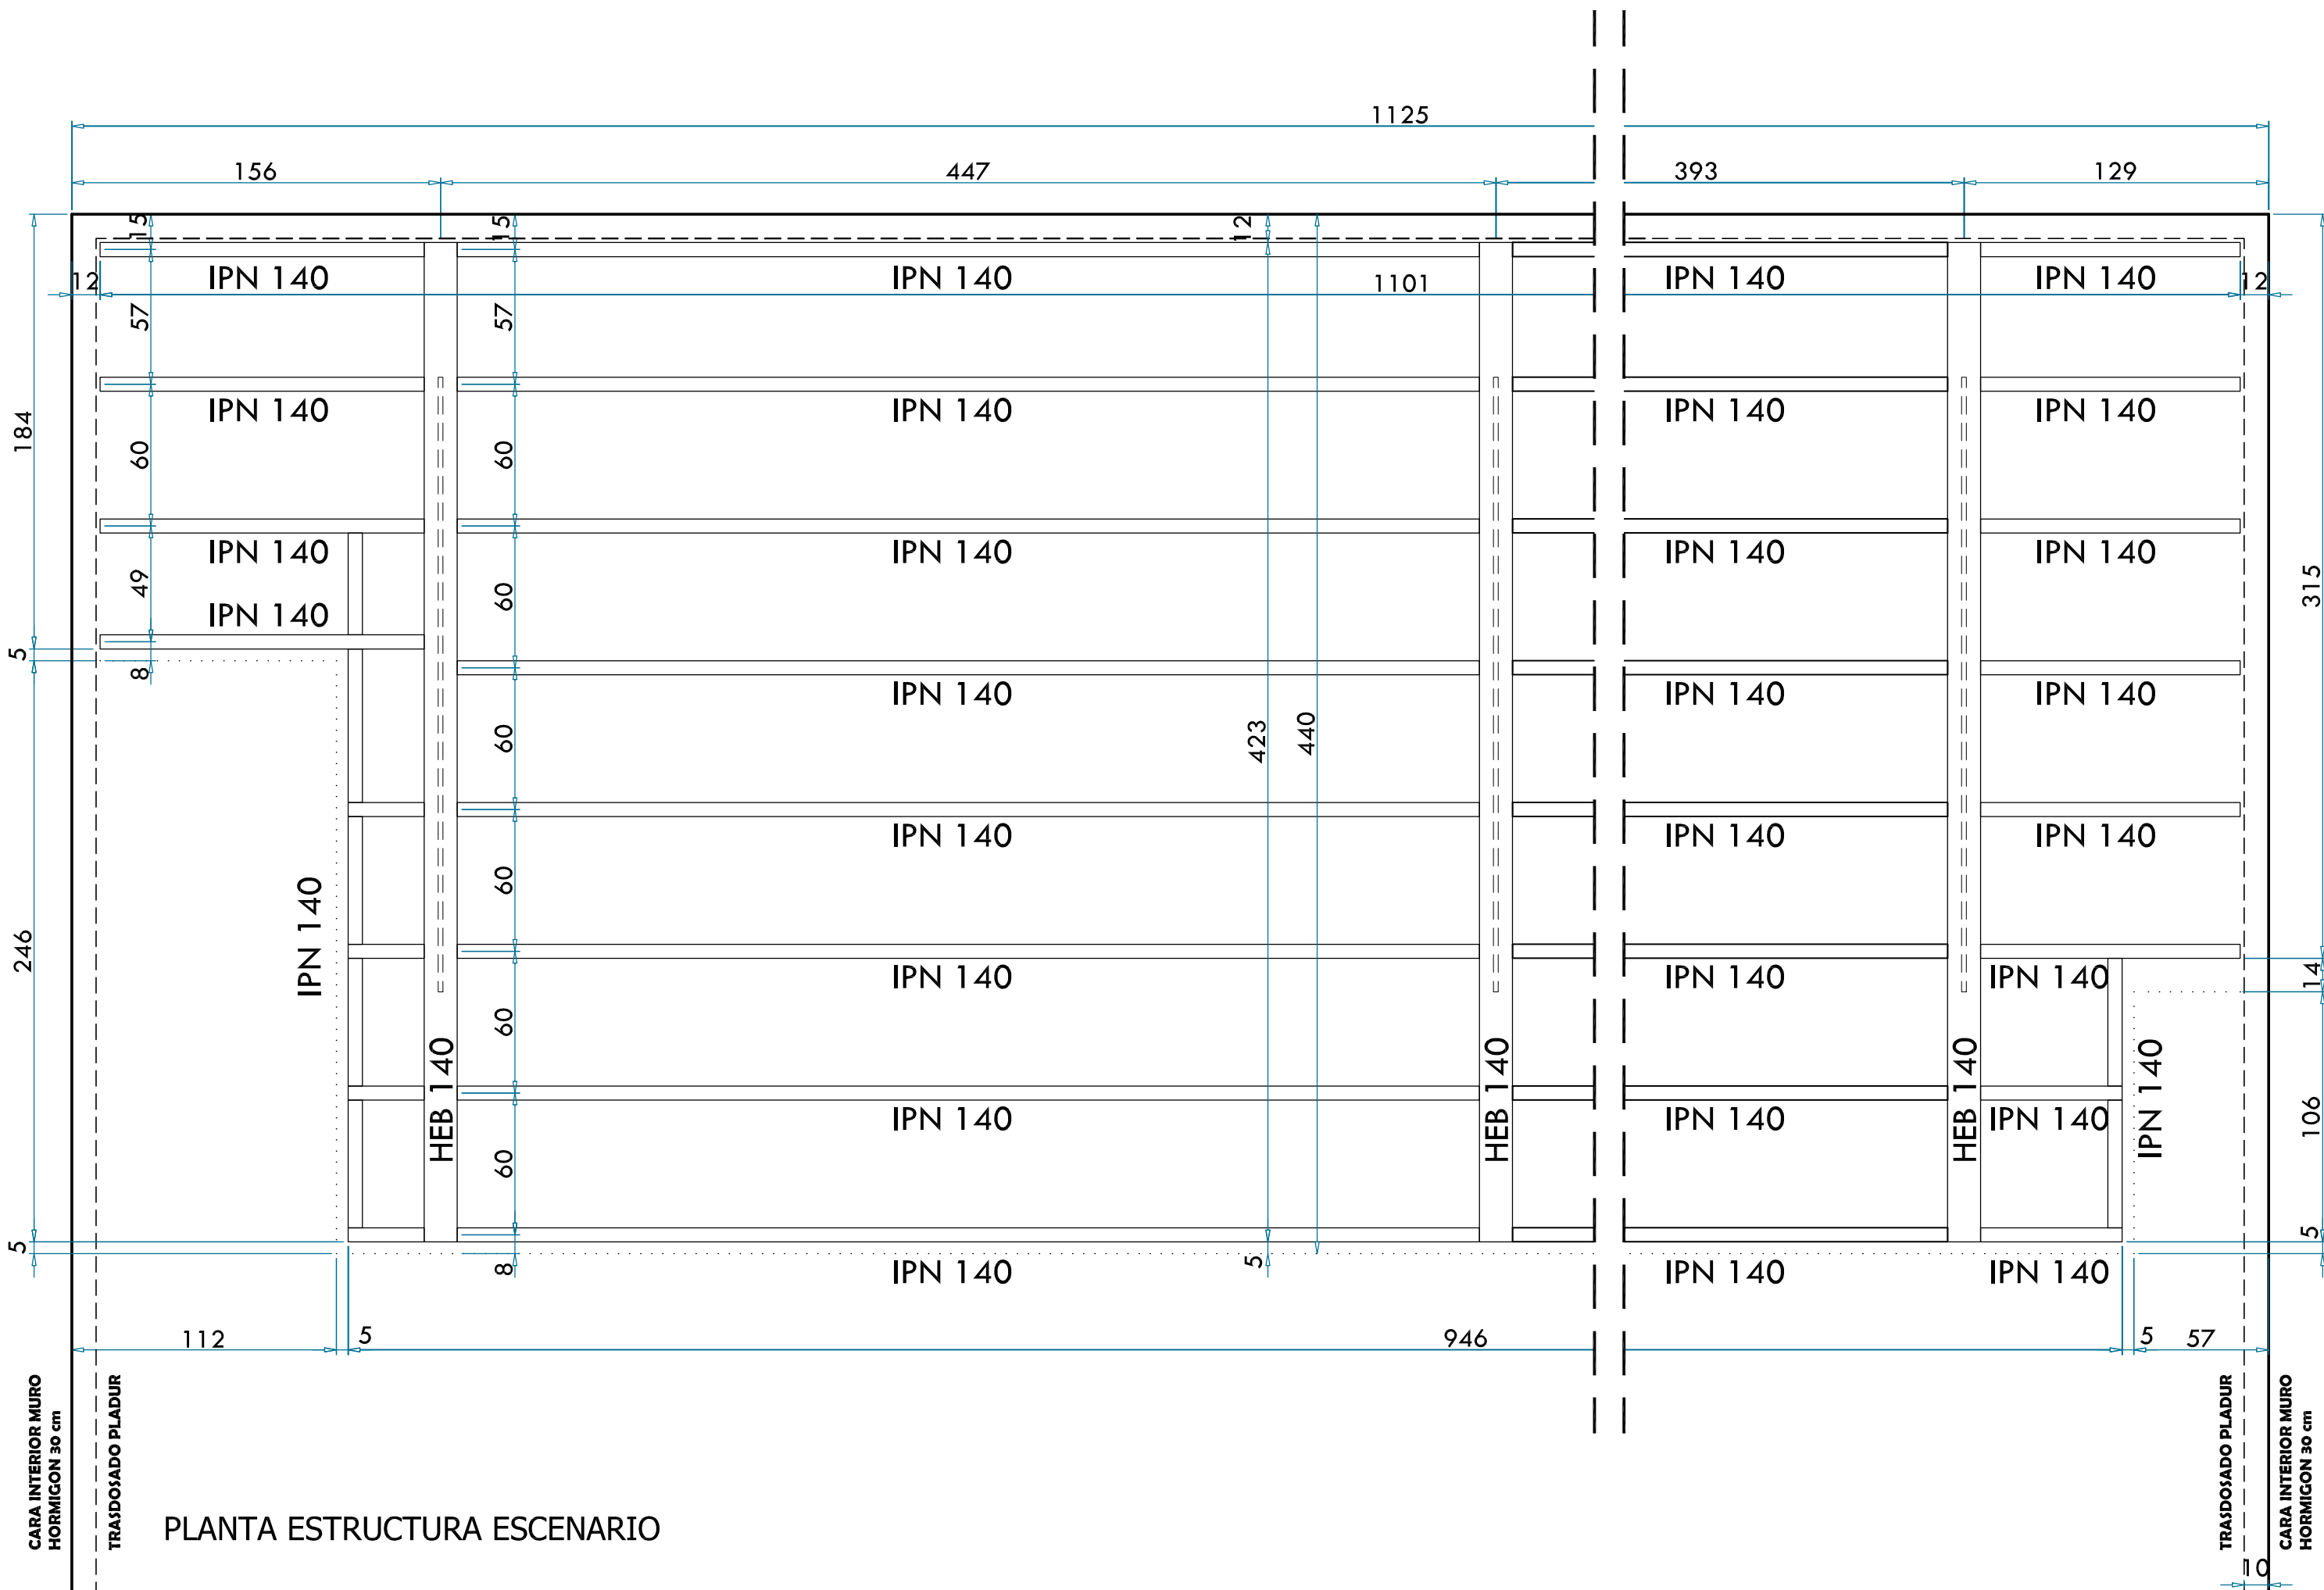 1125
156
447
393
129
15
15
12
12
IPN 140
IPN 140
1101
IPN 140
IPN 140
12
57
57
184
IPN 140
IPN 140
IPN 140
IPN 140
60
60
IPN 140
IPN 140
IPN 140
IPN 140
49
60
315
IPN 140
5
8
IPN 140
IPN 140
IPN 140
60
423
440
IPN 140
IPN 140
IPN 140
246
IPN 140
60
IPN 140
IPN 140
IPN 140
14
60
HEB 140
HEB 140
HEB 140
IPN 140
106
IPN 140
IPN 140
IPN 140
60
5
8
5
5
IPN 140
IPN 140
IPN 140
112
5
946
5
57
CARA INTERIOR MURO
HORMIGON 30 cm
TRASDOSADO PLADUR
TRASDOSADO PLADUR
CARA INTERIOR MURO
HORMIGON 30 cm
PLANTA ESTRUCTURA ESCENARIO
10